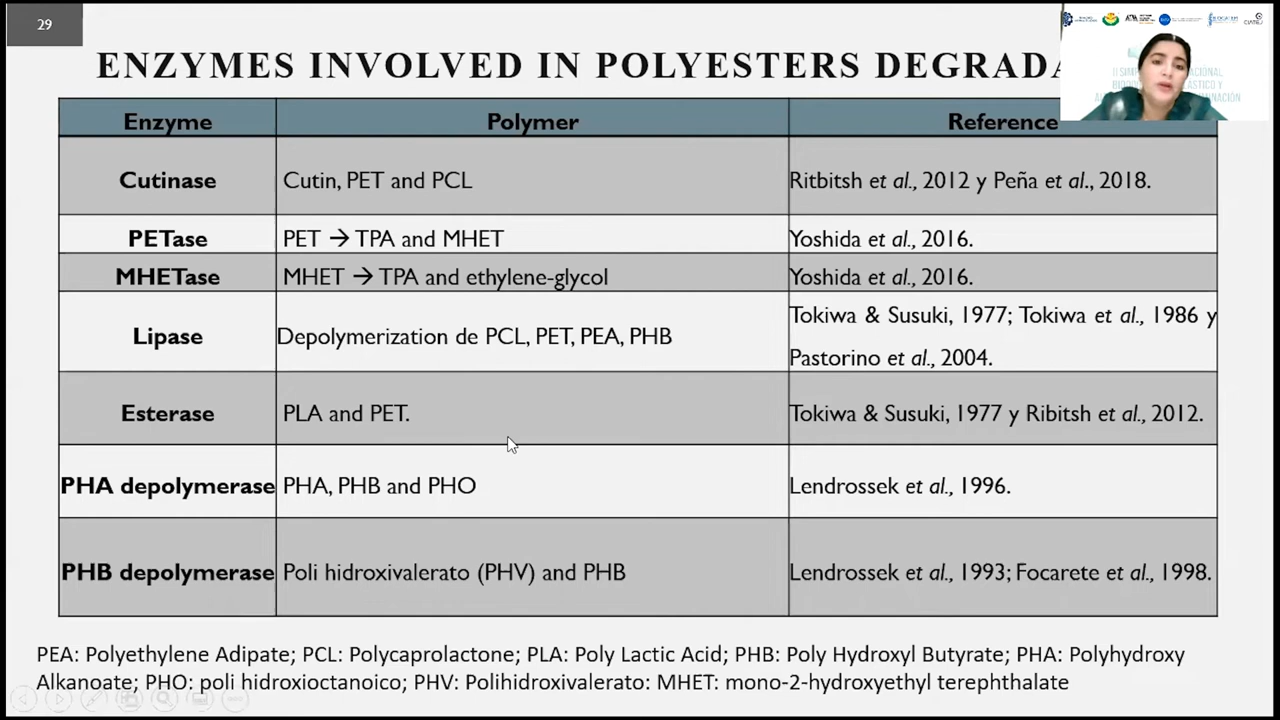 29
ENZYMES INVOLVED IN POLYESTERS DEGRADA
Enzyme Polymer Reference
Cutinase Cutin, PET and PCL Ritbitsh et al., 2012 y Peña et al., 2018.
PETase PET → TPA and MHET Yoshida et al., 2016.
MHETase MHET → TPA and ethylene-glycol Yoshida et al., 2016.
Lipase Depolymerization de PCL, PET, PEA, PHB Tokiwa & Susuki, 1977; Tokiwa et al., 1986 y
Pastorino et al., 2004.
Esterase PLA and PET. Tokiwa & Susuki, 1977 y Ribitsh et al., 2012.
PHA depolymerase PHA, PHB and PHO Lendrossek et al., 1996.
PHB depolymerase Poli hidroxivalerato (PHV) and PHB Lendrossek et al., 1993; Focarete et al., 1998.
PEA: Polyethylene Adipate; PCL: Polycaprolactone; PLA: Poly Lactic Acid; PHB: Poly Hydroxyl Butyrate; PHA: Polyhydroxy
Alkanoate; PHO: poli hidroxioctanoico; PHV: Polihidroxivalerato: MHET: mono-2-hydroxyethyl terephthalate